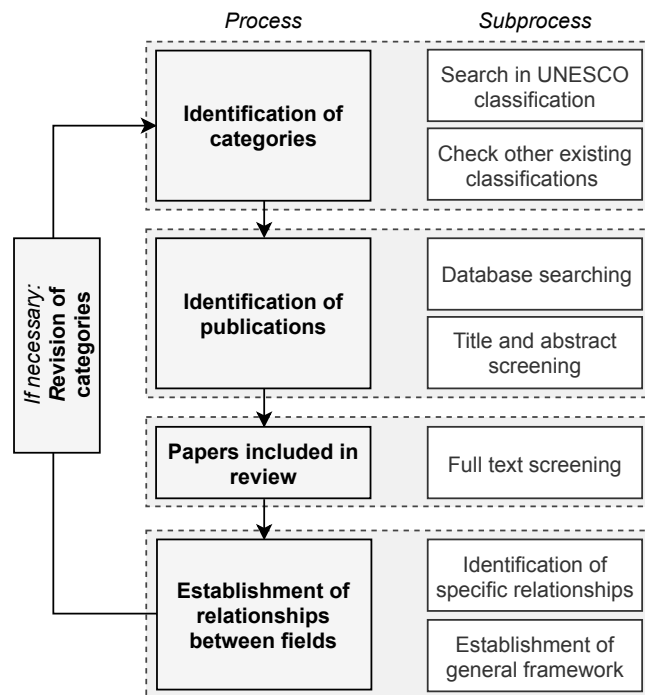 Process
Subprocess
Identification of
categories
Search in UNESCO
classification
Check other existing
classifications
Identification of
publications
Database searching
Title and abstract
screening
If necessary:
Revision of
categories
Papers included in
review
Full text screening
Establishment of
relationships
between fields
Identification of
specific relationships
Establishment of
general framework